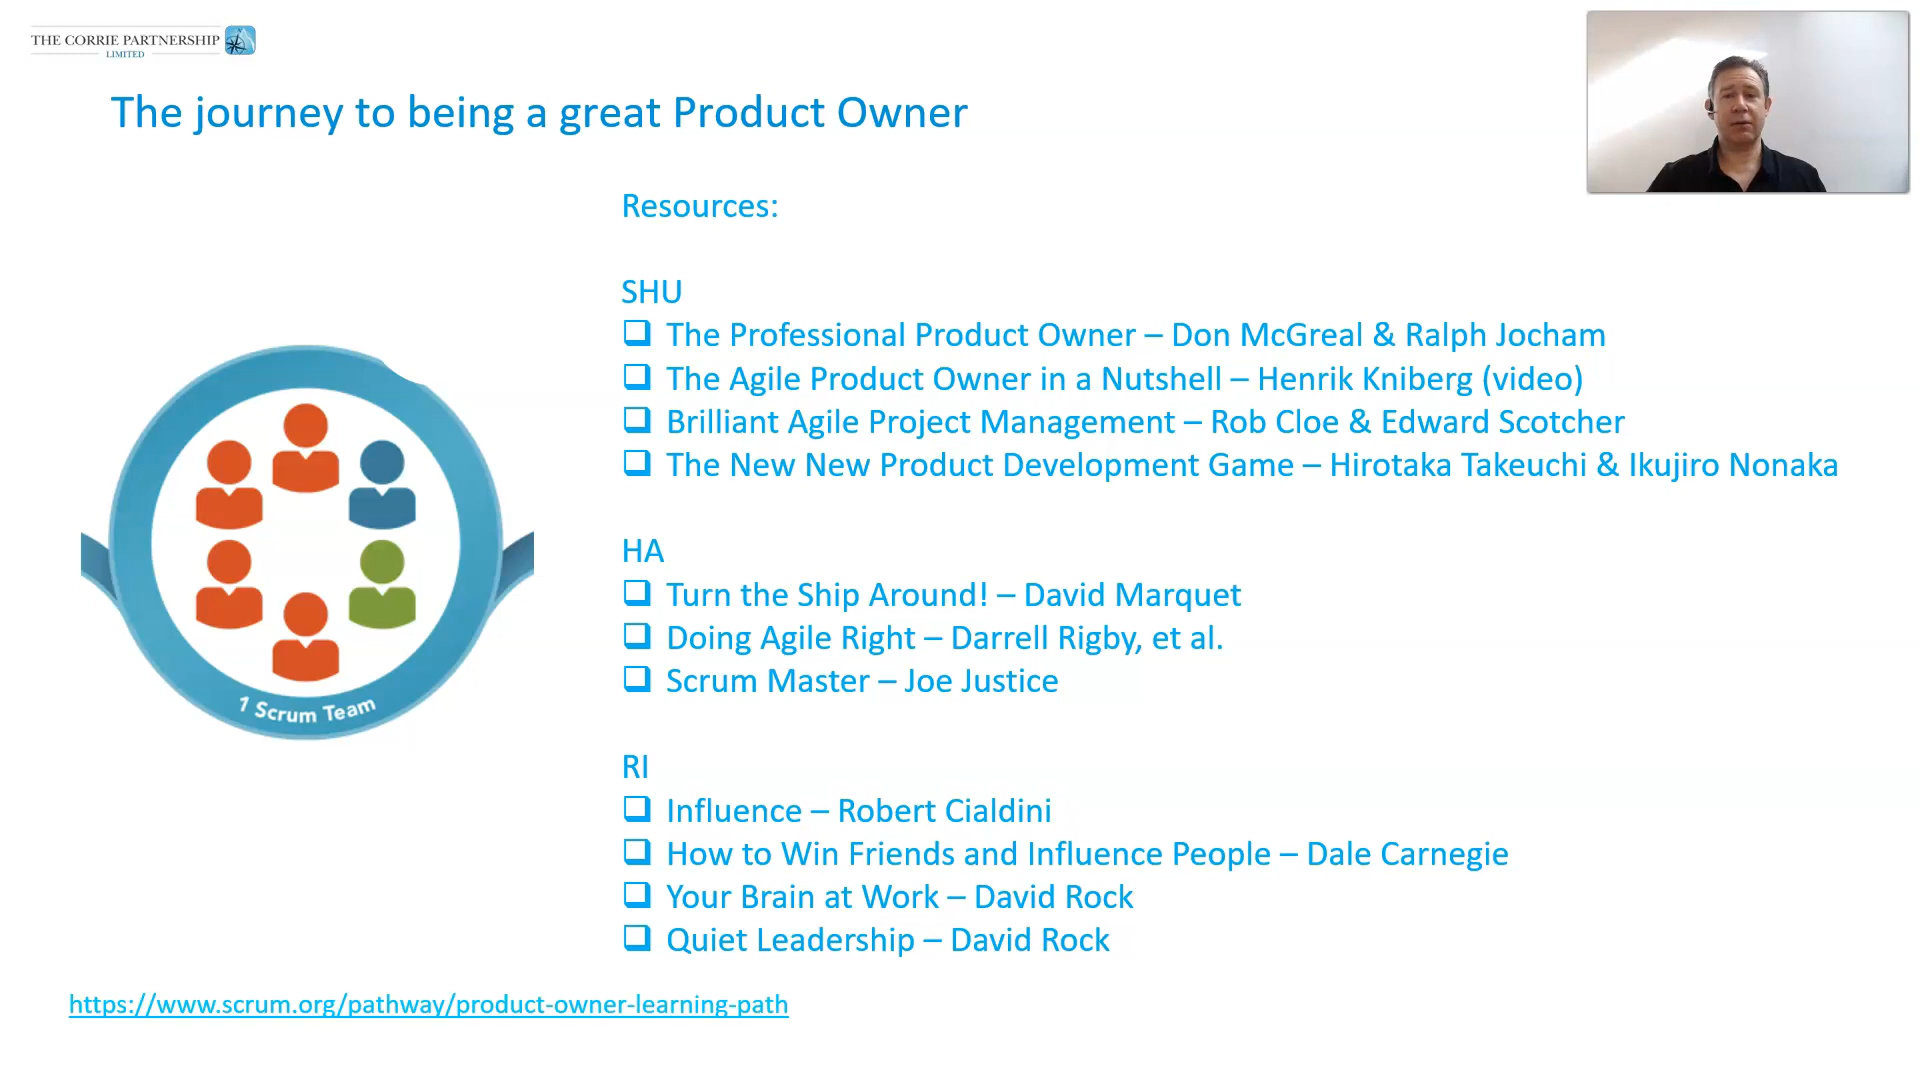 THE CORRIE PARTNERSHIP
LIMITED
The journey to being a great Product Owner
Resources:
SHU
The Professional Product Owner – Don McGreal & Ralph Jocham
The Agile Product Owner in a Nutshell – Henrik Kniberg (video)
Brilliant Agile Project Management – Rob Cloe & Edward Scotcher
The New New Product Development Game – Hirotaka Takeuchi & Ikujiro Nonaka
HA
Turn the Ship Around! – David Marquet
Doing Agile Right – Darrell Rigby, et al.
Scrum Master – Joe Justice
RI
Influence – Robert Cialdini
How to Win Friends and Influence People – Dale Carnegie
Your Brain at Work – David Rock
Quiet Leadership – David Rock
1 Scrum Team
https://www.scrum.org/pathway/product-owner-learning-path